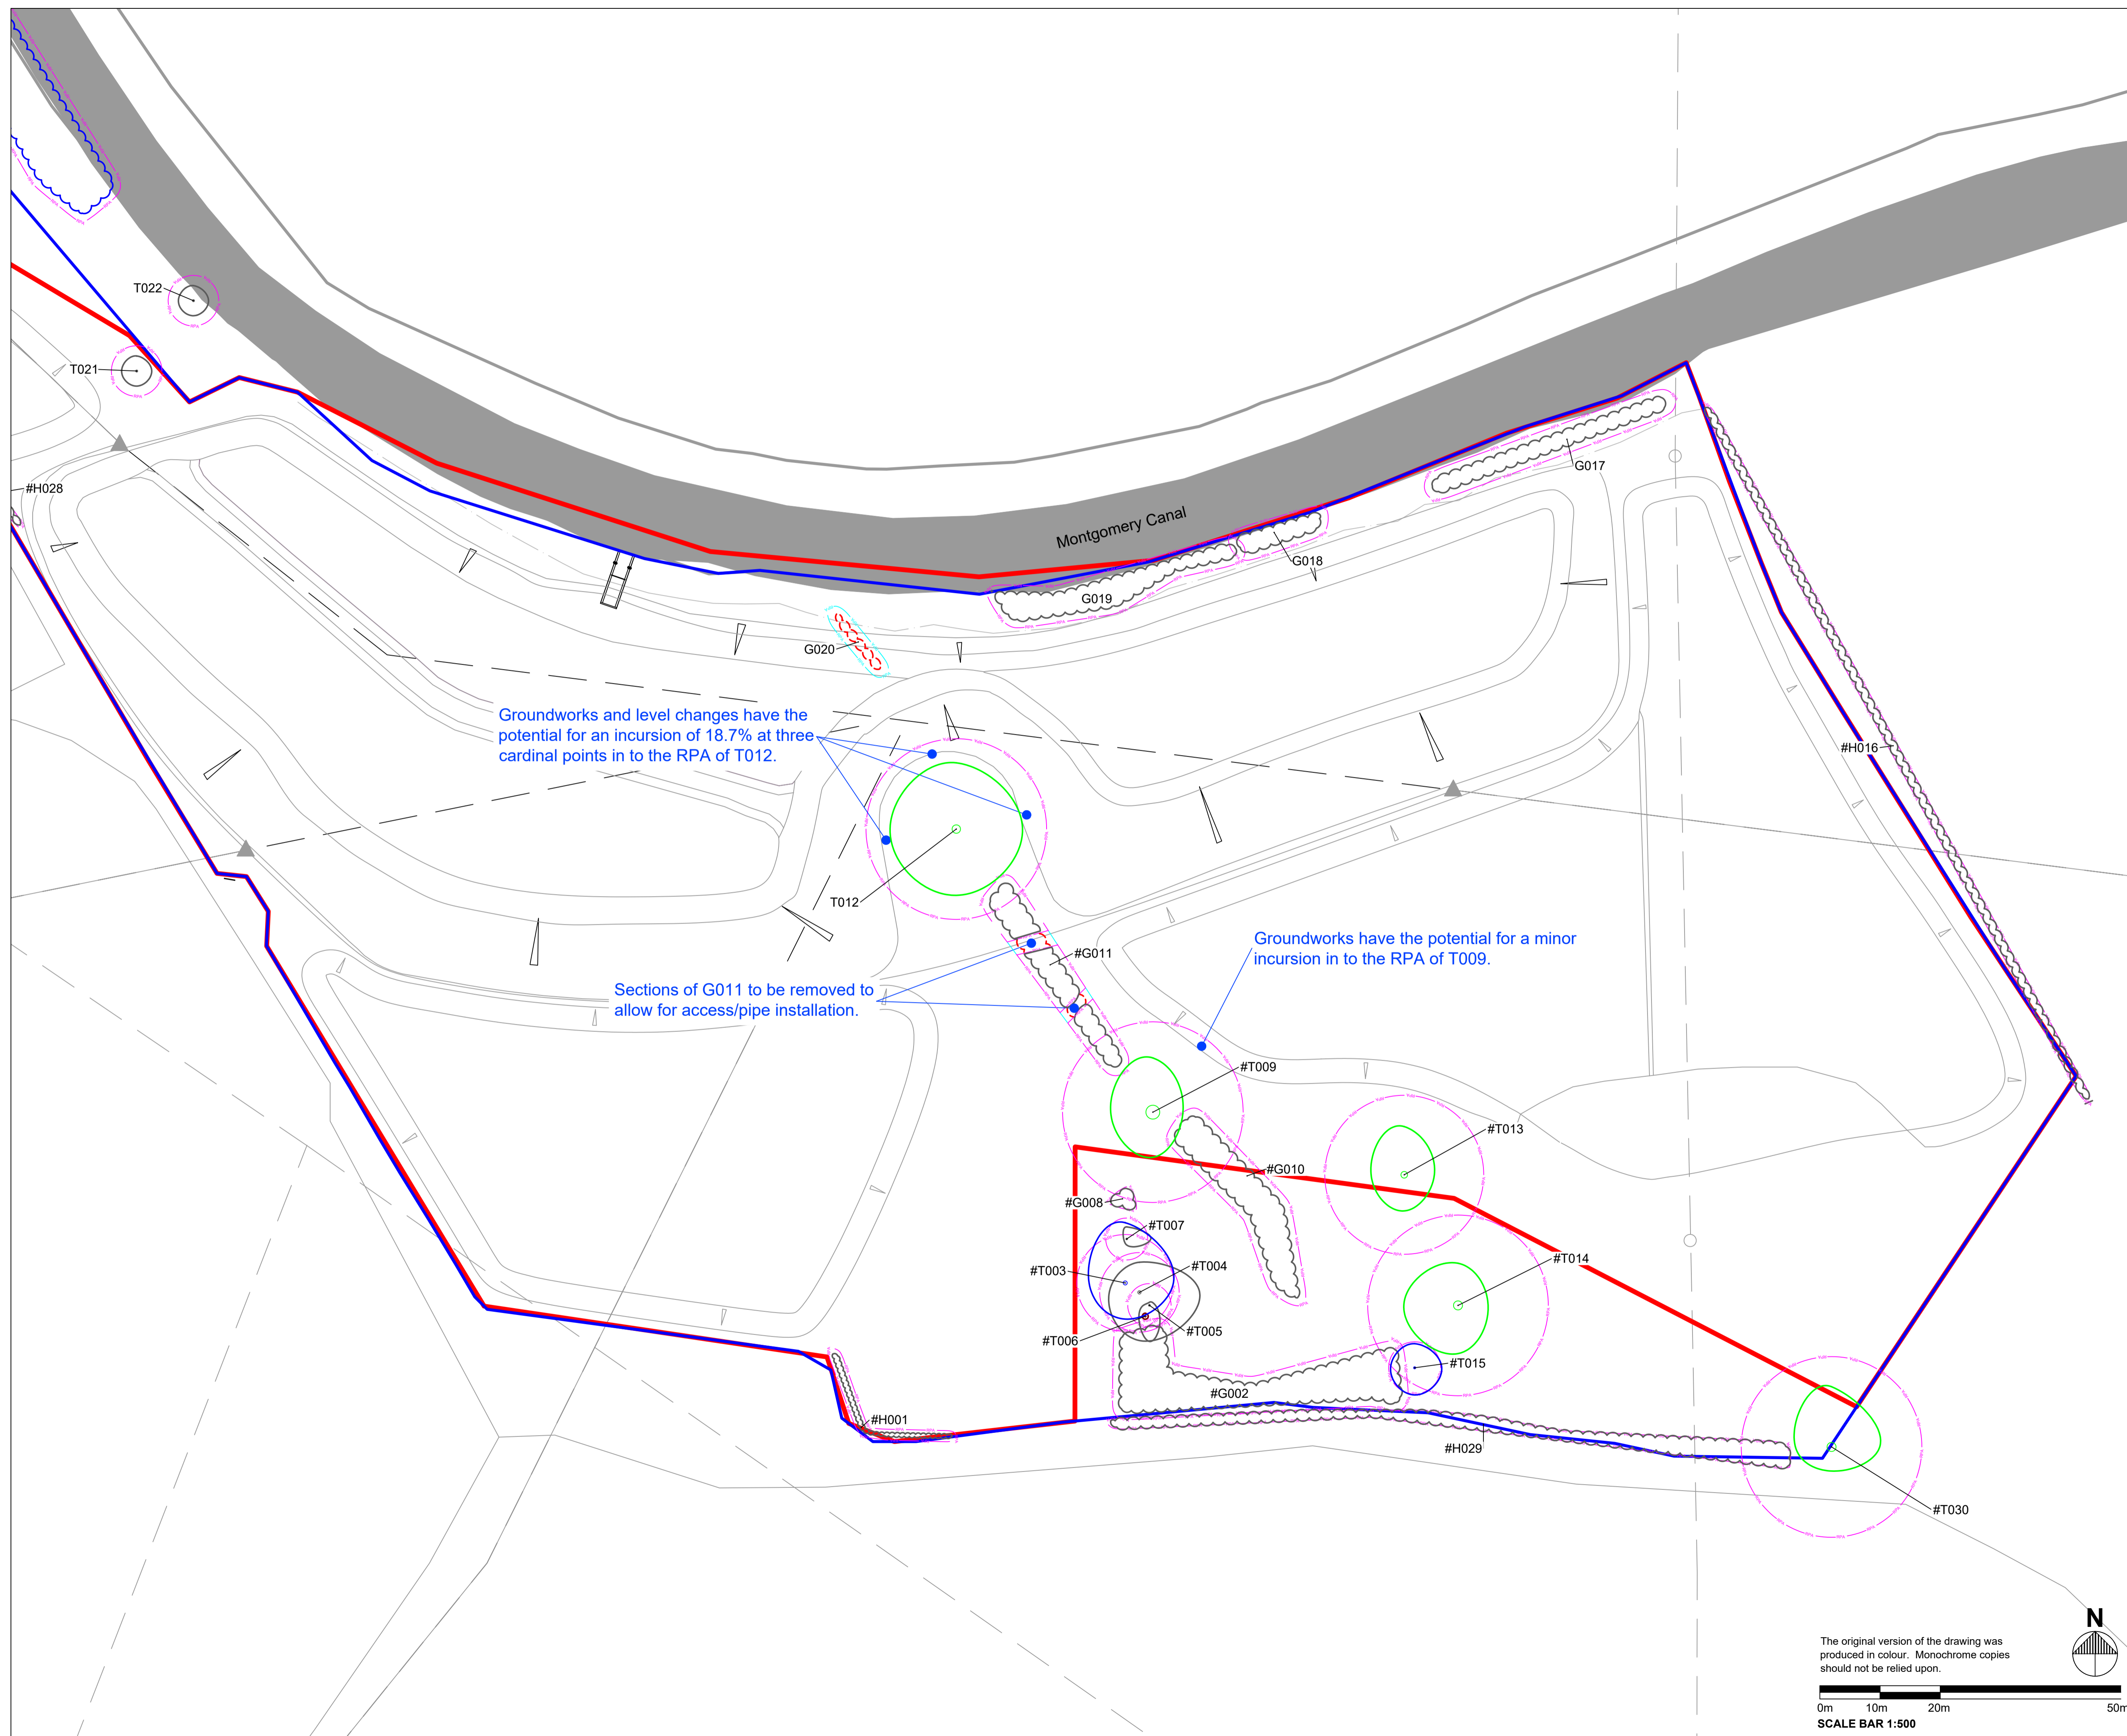 T022
T021
#H028
Montgomery Canal
G017
G018
G019
G020
#H016
Groundworks and level changes have the
potential for an incursion of 18.7% at three
cardinal points in to the RPA of T012.
T012
#G011
Groundworks have the potential for a minor
incursion in to the RPA of T009.
Sections of G011 to be removed to
allow for access/pipe installation.
#T009
#T013
#G010
#G008
#T007
#T003
#T004
#T014
#T005
#T006
#T015
#G002
#H001
#H029
#T030
N
The original version of the drawing was
produced in colour. Monochrome copies
should not be relied upon.
0m 10m 20m 50m
SCALE BAR 1:500